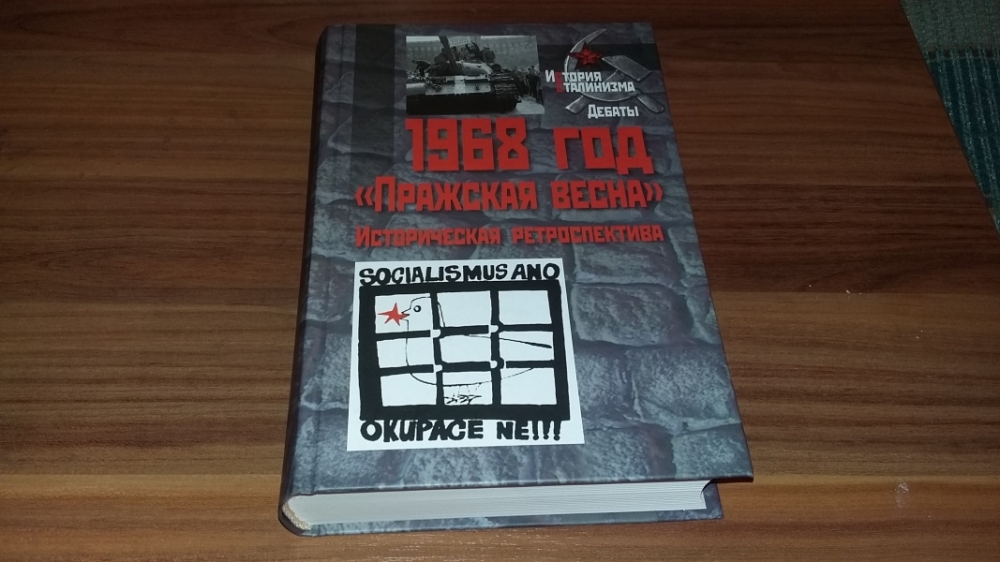 История
Сталинизма
Дебаты
1968 год
«Пражская весна»
Историческая ретроспектива
SOCIALISMUS ANO
OKUPACE NE!!!